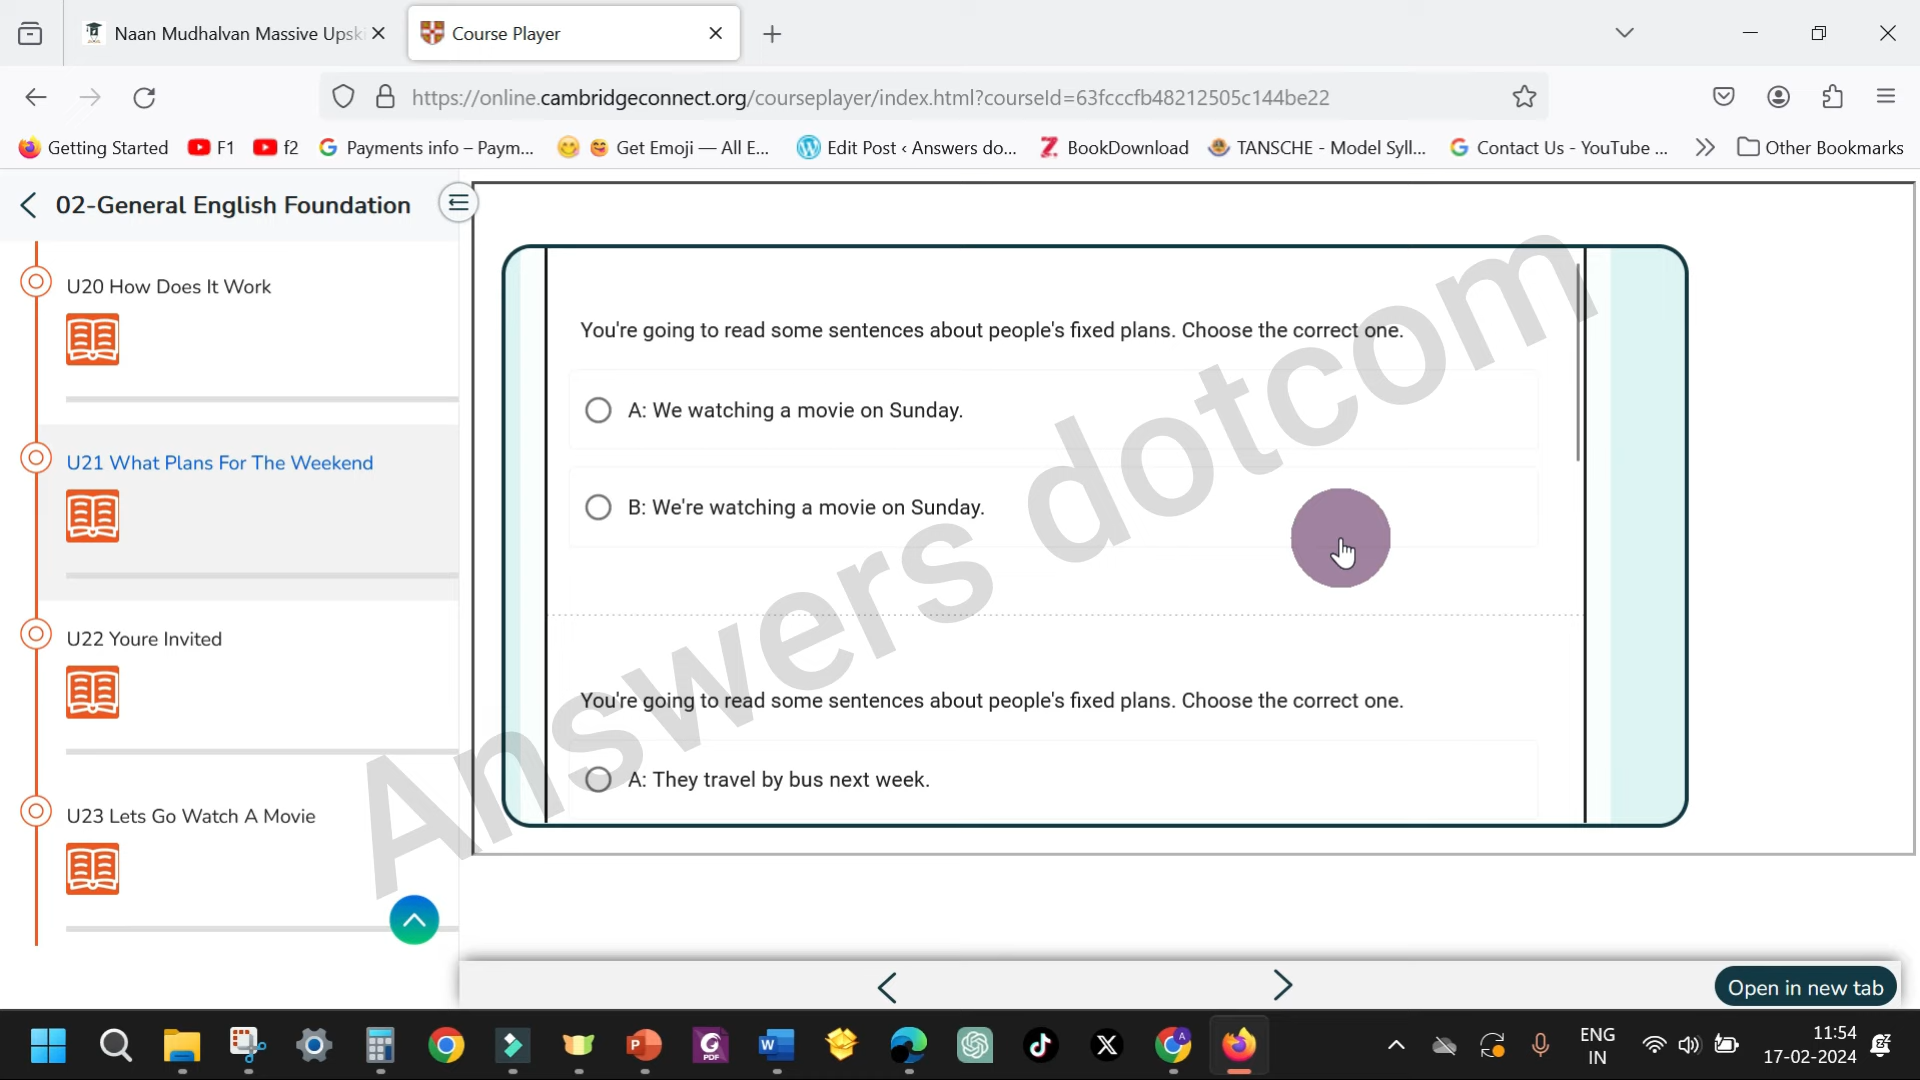 Naan Mudhalvan Massive Upski
Course Player
https://online.cambridgeconnect.org/courseplayer/index.html?courseId=63fcccfb48212505c144be22
Getting Started
F1
f2
Payments info – Paym...
Get Emoji — All E...
Edit Post ‹ Answers do...
BookDownload
TANSCHE - Model Syll...
Contact Us - YouTube ...
Other Bookmarks
02-General English Foundation
U20 How Does It Work
U21 What Plans For The Weekend
U22 Youre Invited
U23 Lets Go Watch A Movie
You're going to read some sentences about people's fixed plans. Choose the correct one.
A: We watching a movie on Sunday.
B: We're watching a movie on Sunday.
You're going to read some sentences about people's fixed plans. Choose the correct one.
A: They travel by bus next week.
Answers dotcom
Open in new tab
ENG
IN
11:54
17-02-2024